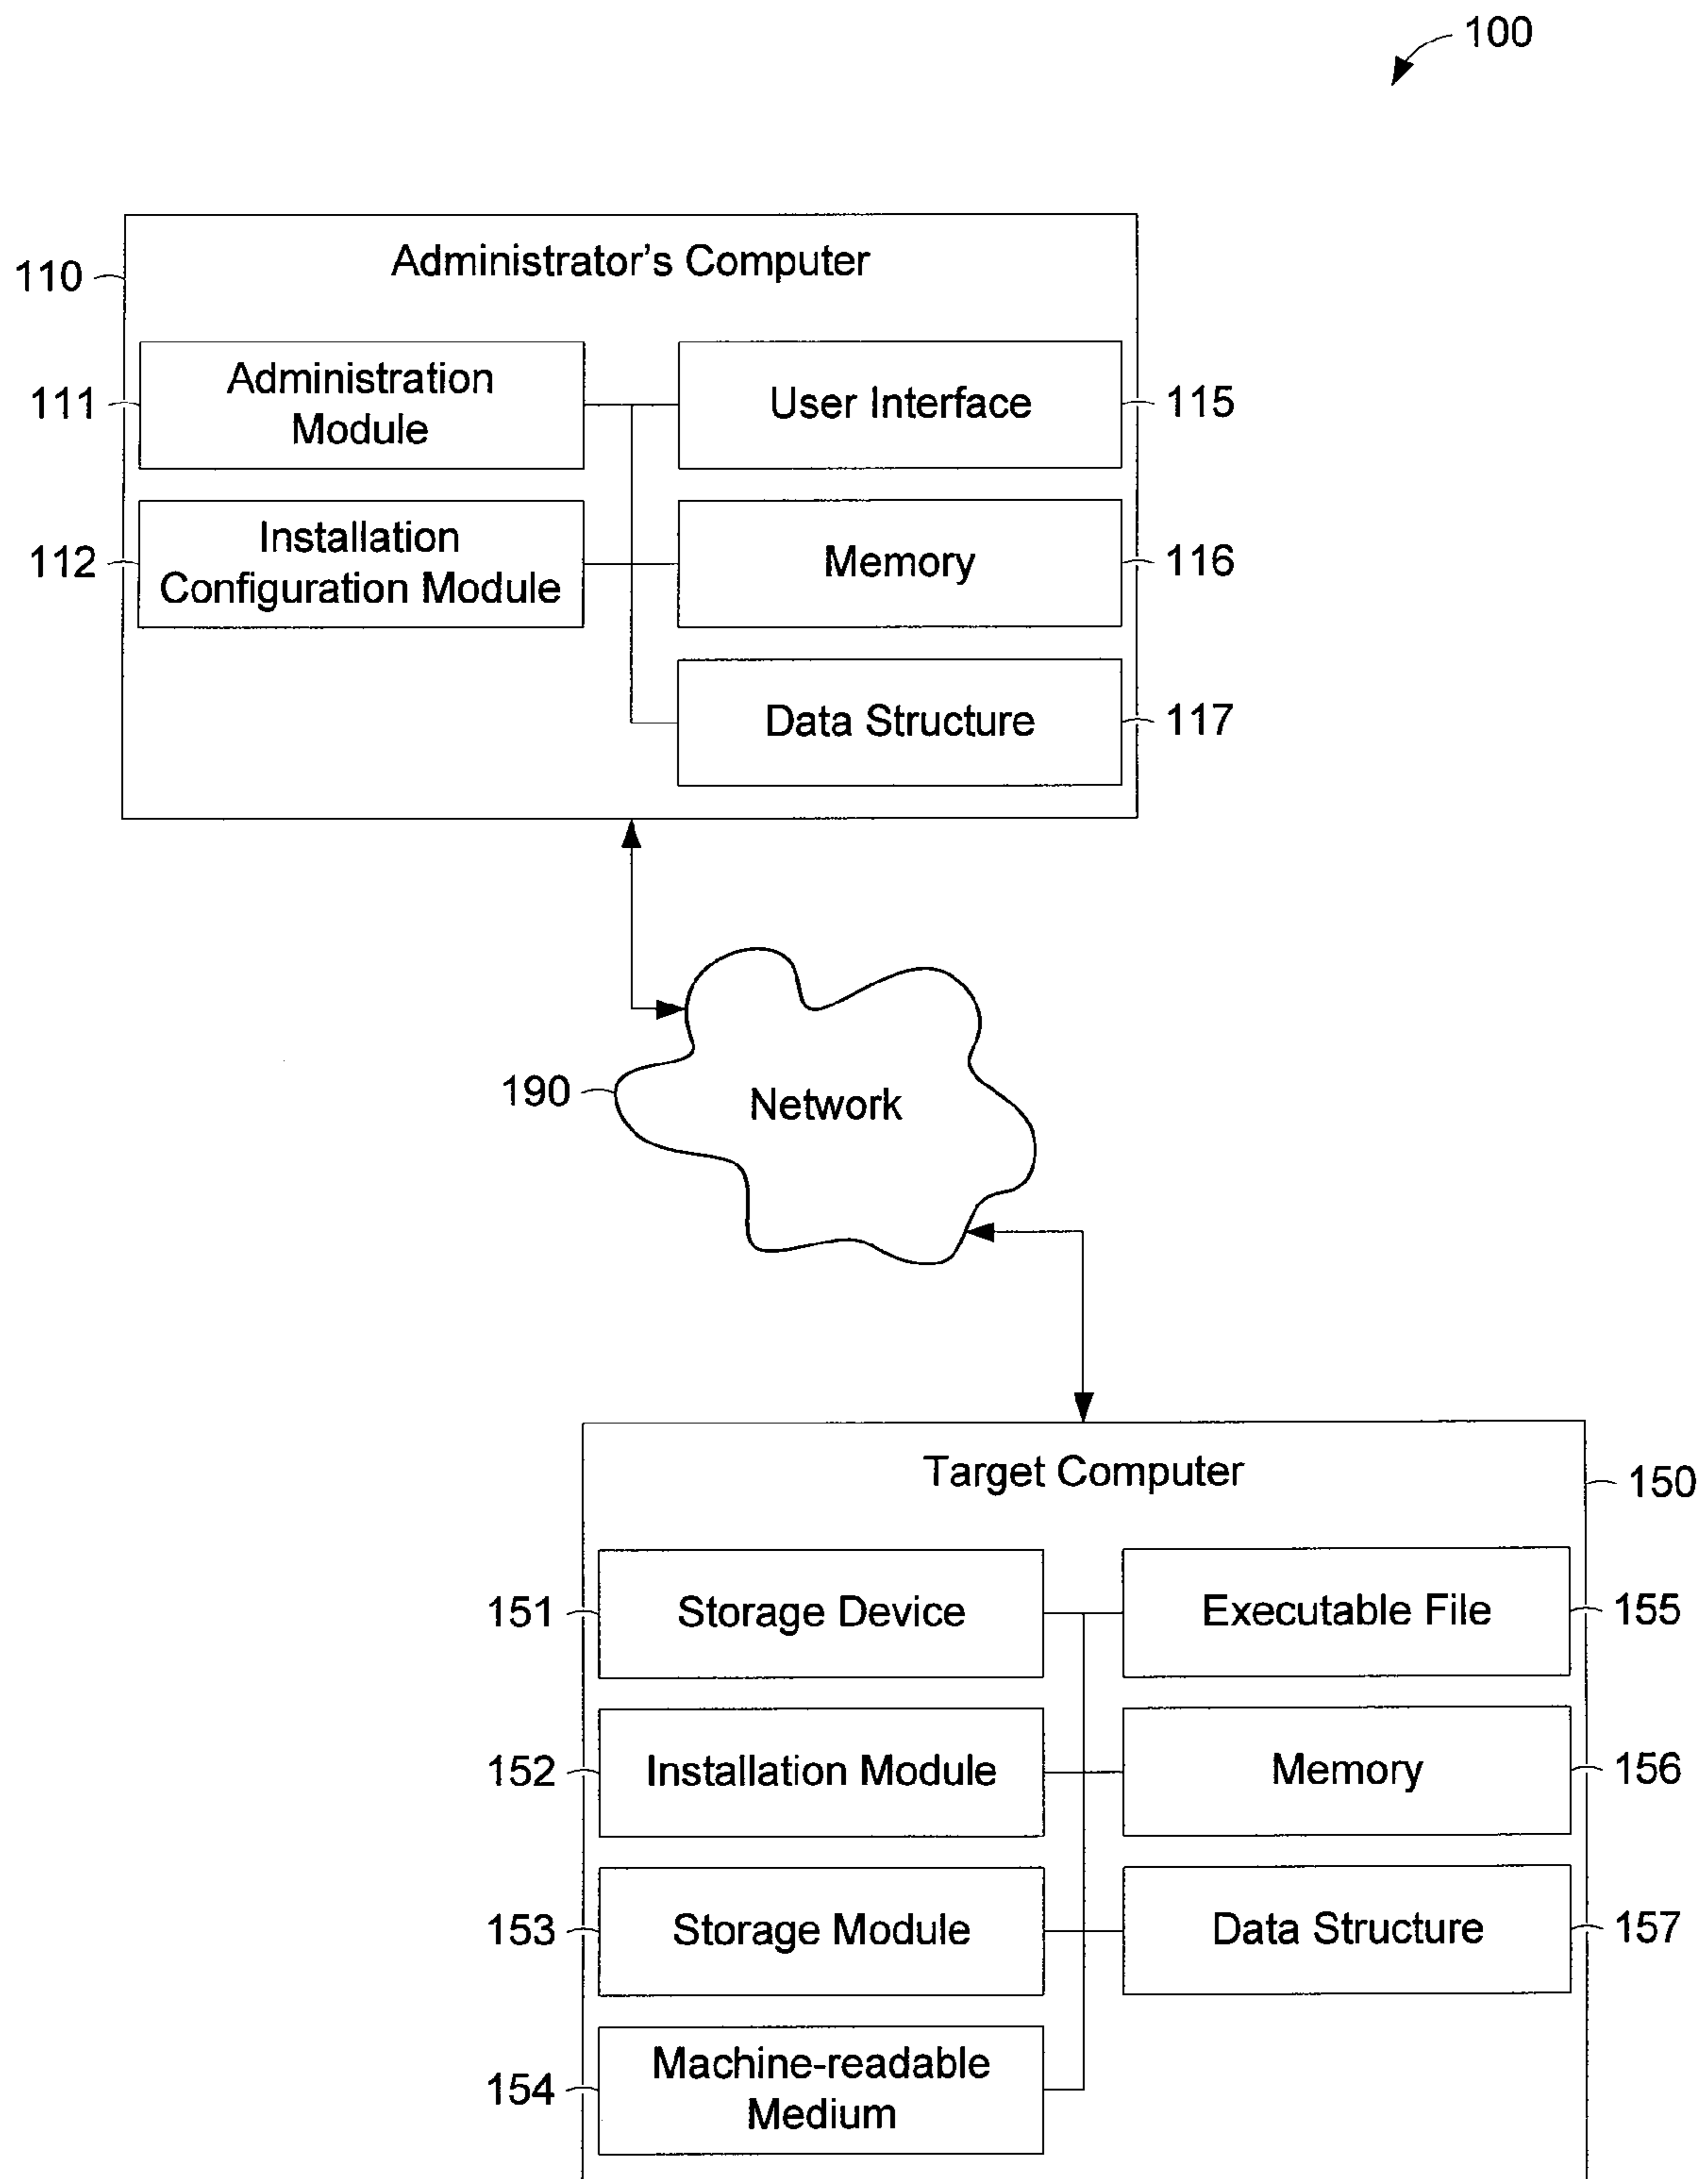 100
Administrator's Computer
110
Administration
Module
111
User Interface
115
Installation
Configuration Module
112
Memory
116
Data Structure
117
190
Network
Target Computer
150
151
Storage Device
Executable File
155
152
Installation Module
Memory
156
153
Storage Module
Data Structure
157
154
Machine-readable
Medium